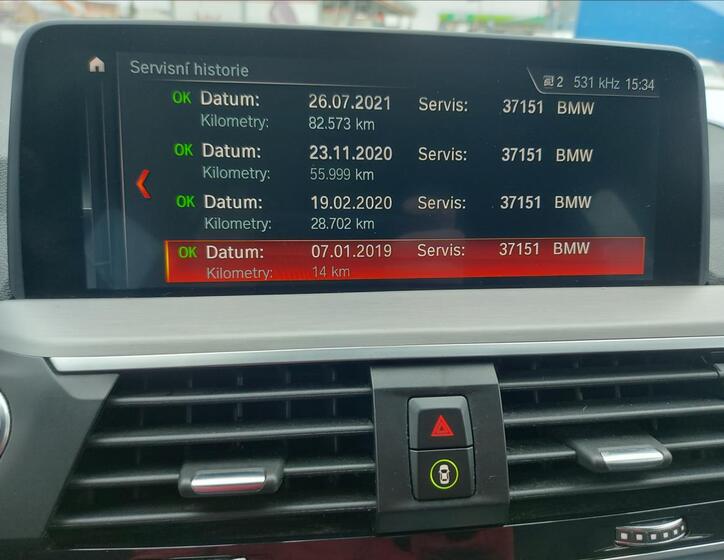 Servisní historie
2 531 kHz 15:34
OK Datum: 26.07.2021 Servis: 37151 BMW
Kilometry: 82.573 km
OK Datum: 23.11.2020 Servis: 37151 BMW
Kilometry: 55.999 km
OK Datum: 19.02.2020 Servis: 37151 BMW
Kilometry: 28.702 km
OK Datum: 07.01.2019 Servis: 37151 BMW
Kilometry: 14 km